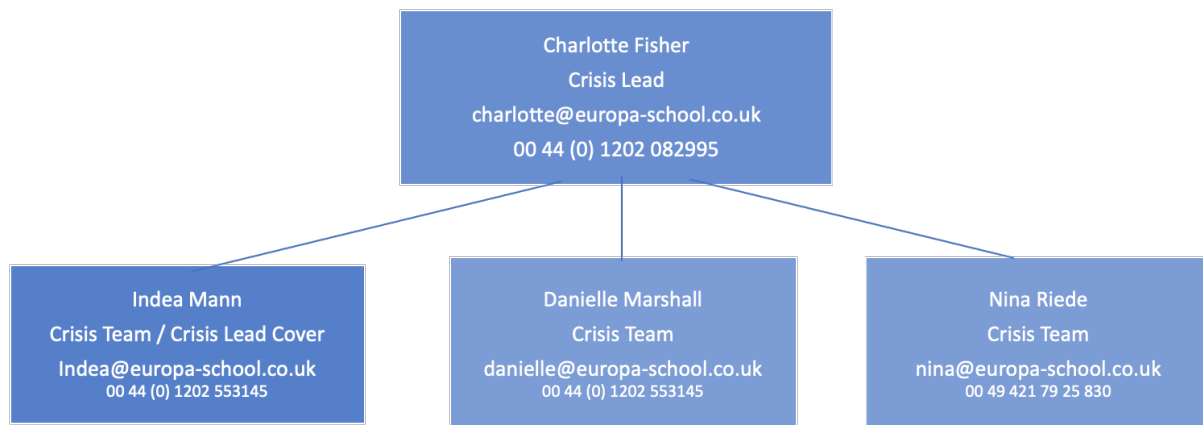 Charlotte Fisher
Crisis Lead
charlotte@europa-school.co.uk
00 44 (0) 1202 082995
Indea Mann
Crisis Team / Crisis Lead Cover
Indea@europa-school.co.uk
00 44 (0) 1202 553145
Danielle Marshall
Crisis Team
danielle@europa-school.co.uk
00 44 (0) 1202 553145
Nina Riede
Crisis Team
nina@europa-school.co.uk
00 49 421 79 25 830